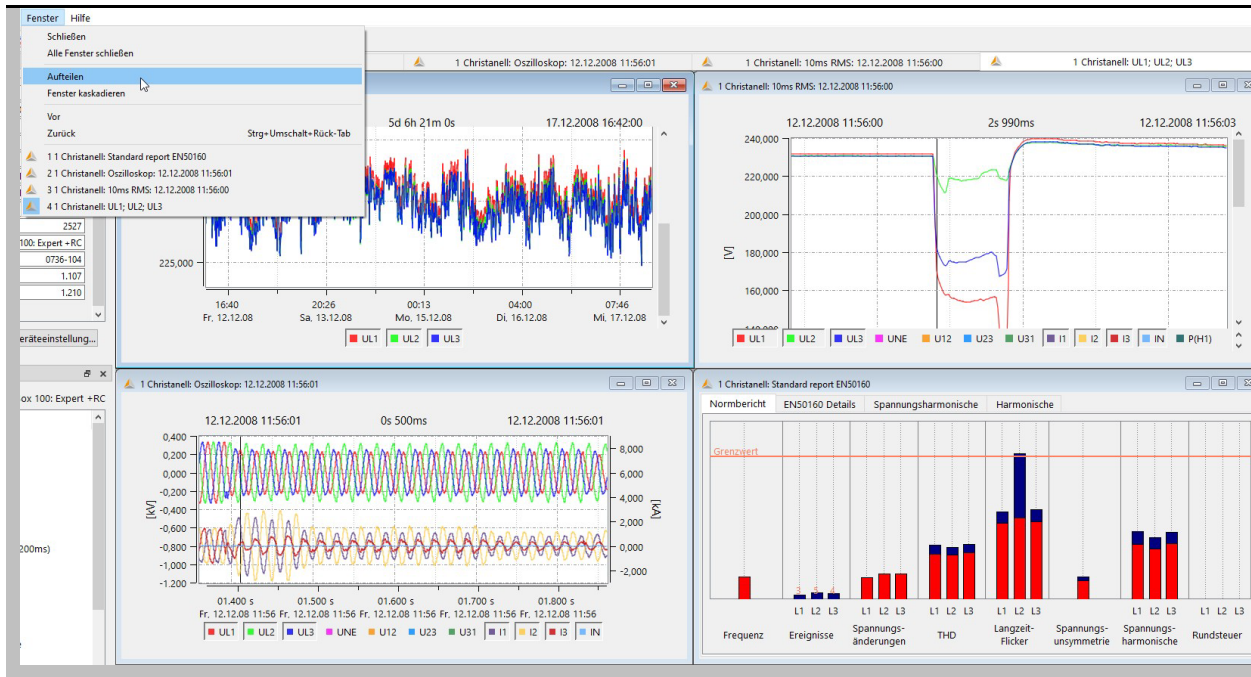 Fenster Hilfe
Schließen
Alle Fenster schließen
Aufteilen
Fenster kaskadieren
Vor
Zurück Strg+Umschalt+Rück-Tab
1 1 Christanell: Standard report EN50160
2 1 Christanell: Oszilloskop: 12.12.2008 11:56:01
3 1 Christanell: 10ms RMS: 12.12.2008 11:56:00
4 1 Christanell: UL1; UL2; UL3
1 Christanell: Oszilloskop: 12.12.2008 11:56:01
1 Christanell: 10ms RMS: 12.12.2008 11:56:00
1 Christanell: UL1; UL2; UL3
2527
100: Expert +RC
0736-104
1.107
1.210
eräteeinstellung...
ox 100: Expert +RC
200ms)
5d 6h 21m 0s 17.12.2008 16:42:00
225,000
16:40 20:26 00:13 04:00 07:46
Fr, 12.12.08 Sa, 13.12.08 Mo, 15.12.08 Di, 16.12.08 Mi, 17.12.08
UL1 UL2 UL3
1 Christanell: 10ms RMS: 12.12.2008 11:56:00
12.12.2008 11:56:00 2s 990ms 12.12.2008 11:56:03
240,000
220,000
200,000
[V]
180,000
160,000
140,000
UL1 UL2 UL3 UNE U12 U23 U31 I1 I2 I3 IN P(H1)
1 Christanell: Oszilloskop: 12.12.2008 11:56:01
12.12.2008 11:56:01 0s 500ms 12.12.2008 11:56:01
0,400
0,200
0,000
-0,200
-0,400
-0,600
-0,800
-1,000
-1,200
[kV]
8,000
6,000
4,000
2,000
0,000
-2,000
[kA]
01.400 s 01.500 s 01.600 s 01.700 s 01.800 s
Fr, 12.12.08 11:56 Fr, 12.12.08 11:56 Fr, 12.12.08 11:56 Fr, 12.12.08 11:56 Fr, 12.12.08 11:56
UL1 UL2 UL3 UNE U12 U23 U31 I1 I2 I3 IN
1 Christanell: Standard report EN50160
Normbericht EN50160 Details Spannungsharmonische Harmonische
Grenzwert
L1 L2 L3 L1 L2 L3 L1 L2 L3 L1 L2 L3 L1 L2 L3 L1 L2 L3
Frequenz
Ereignisse
Spannungs-
änderungen
THD
Langzeit-
Flicker
Spannungs-
unsymmetrie
Spannungs-
harmonische
Rundsteuer